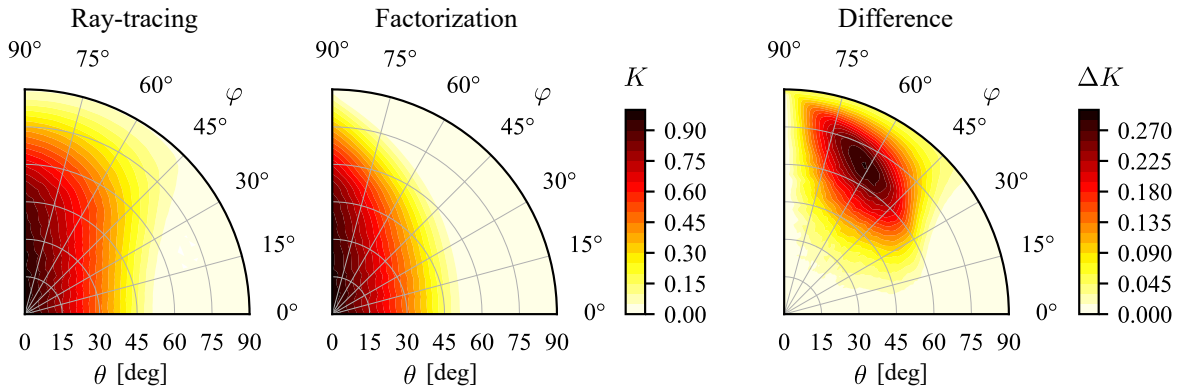 Ray-tracing
90°
75°
60°
φ
45°
30°
15°
0°
0 15 30 45 60 75 90
θ [deg]
Factorization
90°
75°
60°
φ
45°
30°
15°
0°
0 15 30 45 60 75 90
θ [deg]
K
0.90
0.75
0.60
0.45
0.30
0.15
0.00
Difference
90°
75°
60°
φ
45°
30°
15°
0°
0 15 30 45 60 75 90
θ [deg]
ΔK
0.270
0.225
0.180
0.135
0.090
0.045
0.000